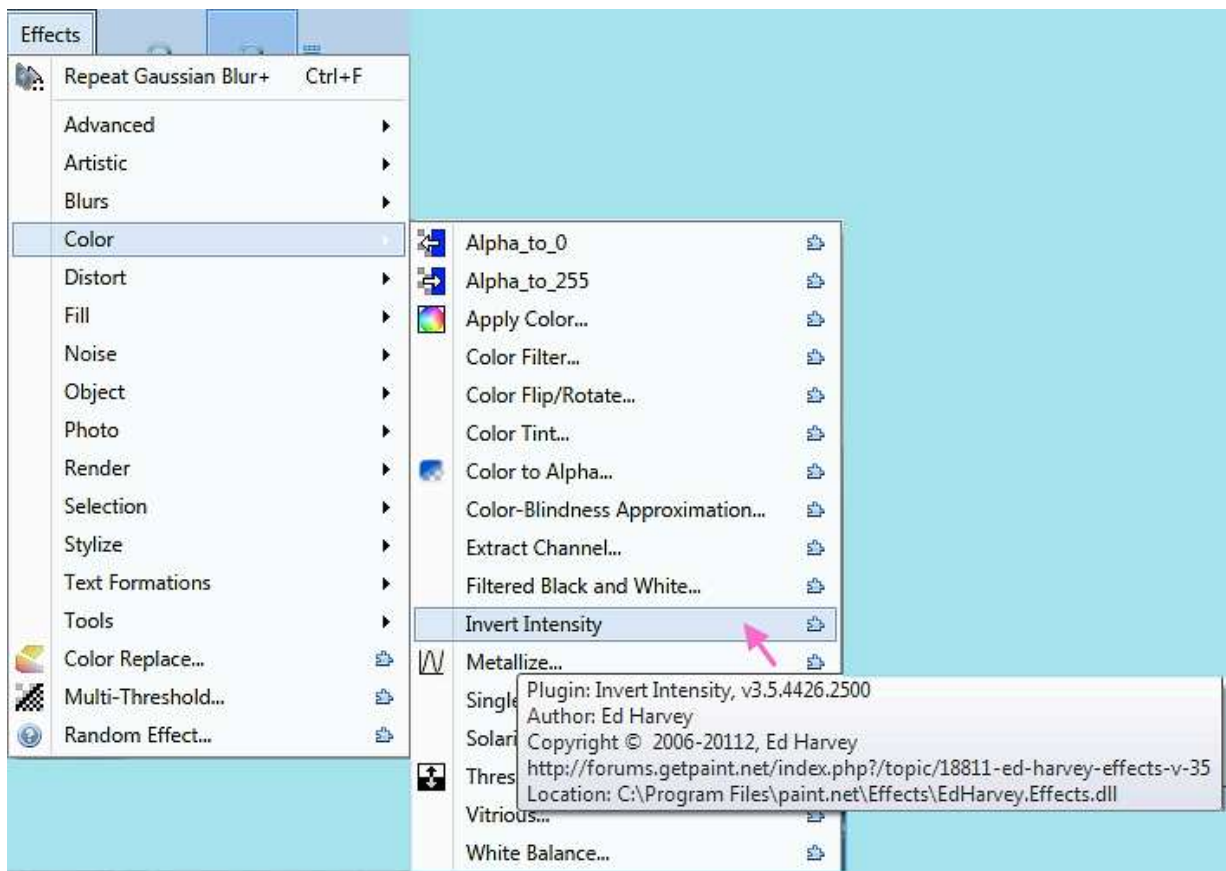 Effects
Repeat Gaussian Blur+ Ctrl+F
Advanced
Artistic
Blurs
Color
Distort
Fill
Noise
Object
Photo
Render
Selection
Stylize
Text Formations
Tools
Color Replace...
Multi-Threshold...
Random Effect...
Alpha_to_0
Alpha_to_255
Apply Color...
Color Filter...
Color Flip/Rotate...
Color Tint...
Color to Alpha...
Color-Blindness Approximation...
Extract Channel...
Filtered Black and White...
Invert Intensity
Metallize...
Plugin: Invert Intensity, v3.5.4426.2500
Author: Ed Harvey
Copyright © 2006-20112, Ed Harvey
http://forums.getpaint.net/index.php?/topic/18811-ed-harvey-effects-v-35
Location: C:\Program Files\paint.net\Effects\EdHarvey.Effects.dll
Vitrious...
White Balance...